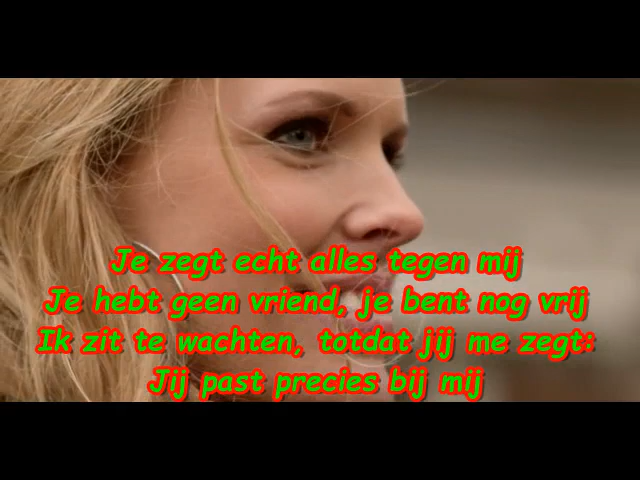 Je zegt echt alles tegen mij
Je hebt geen vriend, je bent nog vrij
Ik zit te wachten, totdat jij me zegt:
Jij past precies bij mij